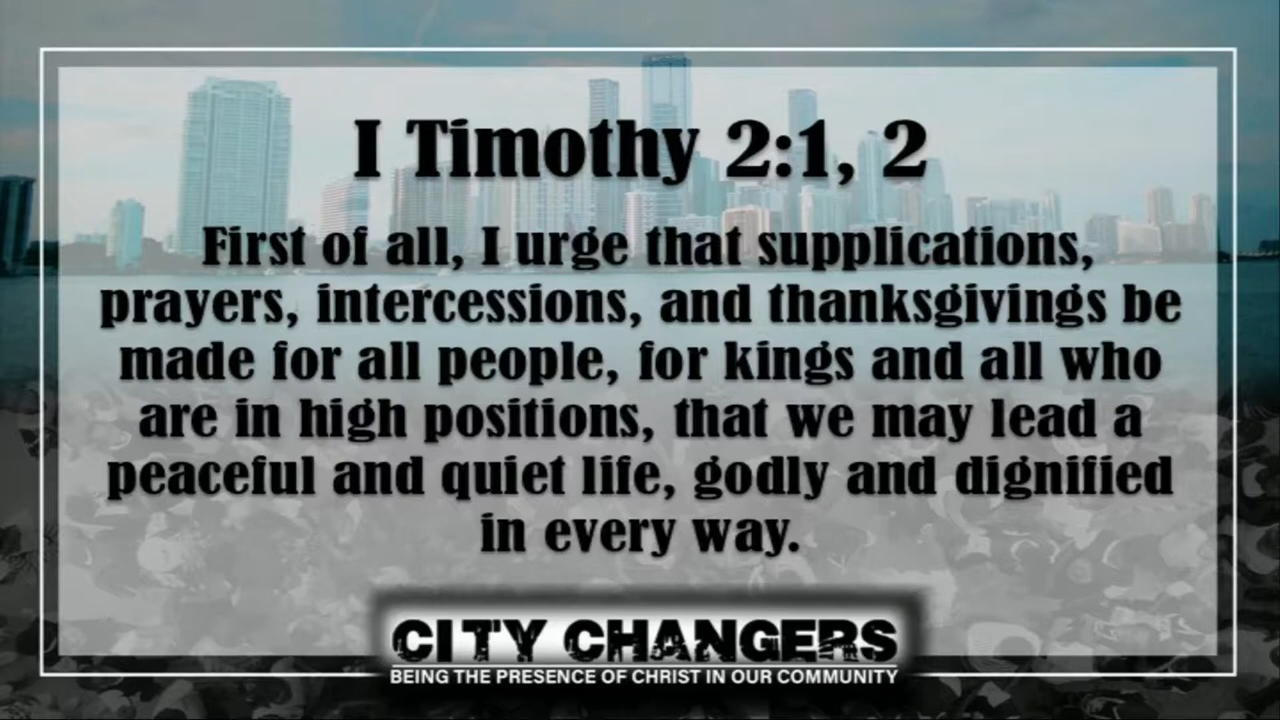 I Timothy 2:1, 2
First of all, I urge that supplications,
prayers, intercessions, and thanksgivings be
made for all people, for kings and all who
are in high positions, that we may lead a
peaceful and quiet life, godly and dignified
in every way.
CITY CHANGERS
BEING THE PRESENCE OF CHRIST IN OUR COMMUNITY